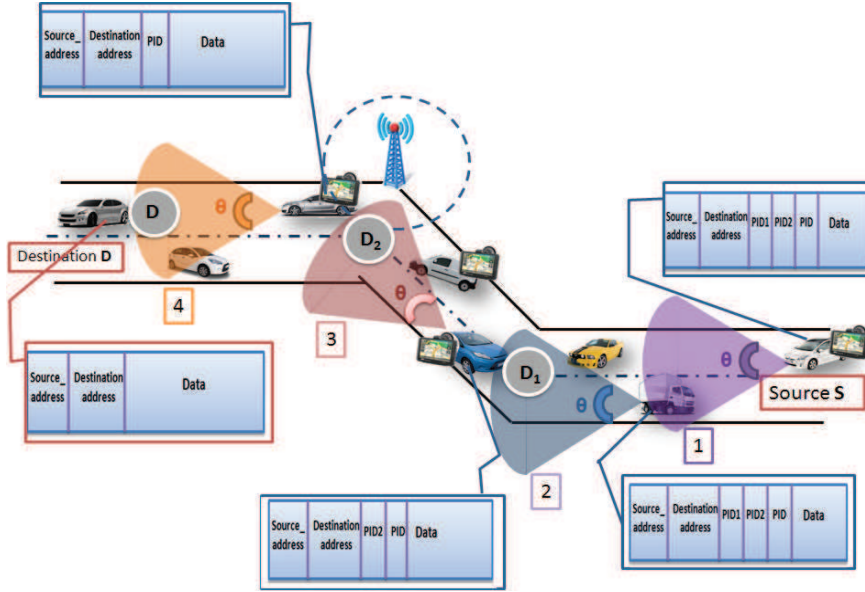 Source_ Destination PID Data
address address
D
θ
Destination D
4
D₂
θ
3
Source_ Destination PID1 PID2 PID Data
address address
θ
Source S
1
D₁
θ
2
Source_ Destination Data
address address
Source_ Destination PID2 PID Data
address address
Source_ Destination PID1 PID2 PID Data
address address